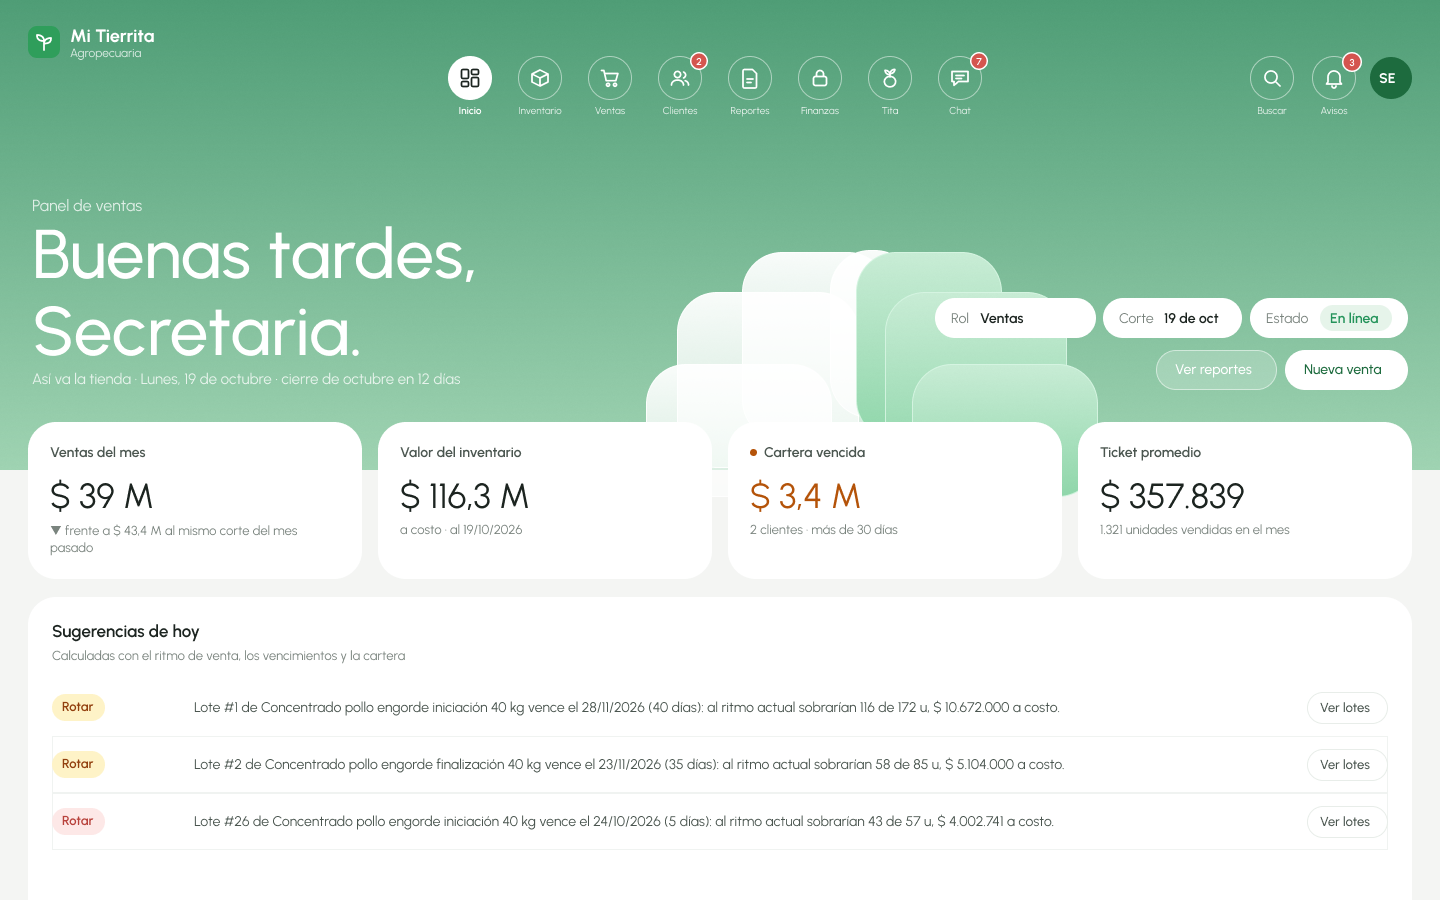 Mi Tierrita
Agropecuaria
2
7
3
SE
Inicio
Inventario
Ventas
Clientes
Reportes
Finanzas
Tita
Chat
Buscar
Avisos
Panel de ventas
Buenas tardes,
Secretaria.
Así va la tienda · Lunes, 19 de octubre · cierre de octubre en 12 días
Rol Ventas
Corte 19 de oct
Estado En línea
Ver reportes
Nueva venta
Ventas del mes
$ 39 M
▼ frente a $ 43,4 M al mismo corte del mes
pasado
Valor del inventario
$ 116,3 M
a costo · al 19/10/2026
Cartera vencida
$ 3,4 M
2 clientes · más de 30 días
Ticket promedio
$ 357.839
1.321 unidades vendidas en el mes
Sugerencias de hoy
Calculadas con el ritmo de venta, los vencimientos y la cartera
Rotar Lote #1 de Concentrado pollo engorde iniciación 40 kg vence el 28/11/2026 (40 días): al ritmo actual sobrarían 116 de 172 u, $ 10.672.000 a costo. Ver lotes
Rotar Lote #2 de Concentrado pollo engorde finalización 40 kg vence el 23/11/2026 (35 días): al ritmo actual sobrarían 58 de 85 u, $ 5.104.000 a costo. Ver lotes
Rotar Lote #26 de Concentrado pollo engorde iniciación 40 kg vence el 24/10/2026 (5 días): al ritmo actual sobrarían 43 de 57 u, $ 4.002.741 a costo. Ver lotes